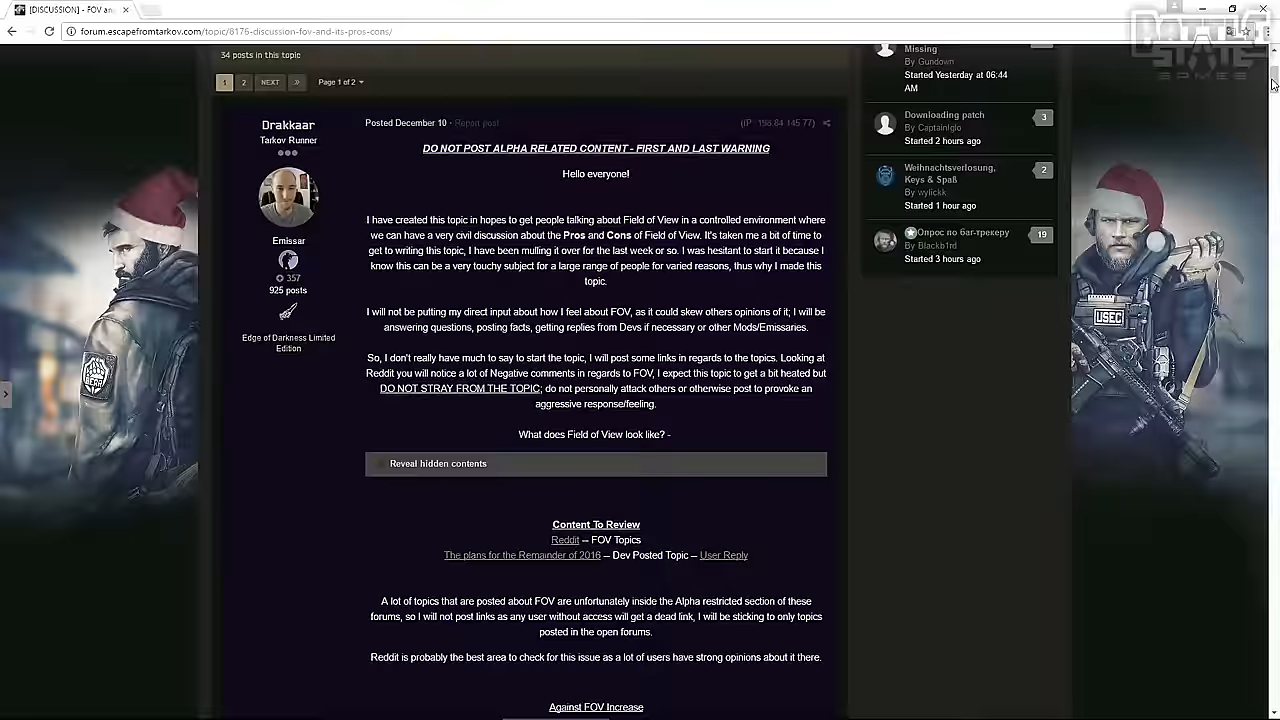 [DISCUSSION] - FOV an
forum.escapefromtarkov.com/topic/8176-discussion-fov-and-its-pros-cons/
BATTLE
STATE
GAMES
34 posts in this topic
1 2 NEXT » Page 1 of 2
Drakkaar
Tarkov Runner
Emissar
357
925 posts
Edge of Darkness Limited
Edition
Posted December 10 · Report post
DO NOT POST ALPHA RELATED CONTENT - FIRST AND LAST WARNING
Hello everyone!
I have created this topic in hopes to get people talking about Field of View in a controlled environment where
we can have a very civil discussion about the Pros and Cons of Field of View. It's taken me a bit of time to
get to writing this topic, I have been mulling it over for the last week or so. I was hesitant to start it because I
know this can be a very touchy subject for a large range of people for varied reasons, thus why I made this
topic.
I will not be putting my direct input about how I feel about FOV, as it could skew others opinions of it; I will be
answering questions, posting facts, getting replies from Devs if necessary or other Mods/Emissaries.
So, I don't really have much to say to start the topic, I will post some links in regards to the topics. Looking at
Reddit you will notice a lot of Negative comments in regards to FOV, I expect this topic to get a bit heated but
DO NOT STRAY FROM THE TOPIC; do not personally attack others or otherwise post to provoke an
aggressive response/feeling.
What does Field of View look like? -
Reveal hidden contents
Content To Review
Reddit -- FOV Topics
The plans for the Remainder of 2016 -- Dev Posted Topic -- User Reply
A lot of topics that are posted about FOV are unfortunately inside the Alpha restricted section of these
forums, so I will not post links as any user without access will get a dead link, I will be sticking to only topics
posted in the open forums.
Reddit is probably the best area to check for this issue as a lot of users have strong opinions about it there.
Against FOV Increase
Missing
By Gundown
Started Yesterday at 06:44
AM
Downloading patch
3
By Captainiglo
Started 2 hours ago
Weihnachtsverlosung,
Keys & Spaß
2
By wylickk
Started 1 hour ago
Опрос по баг-трекеру
19
By Blackb1rd
Started 3 hours ago
BEAR
USEC